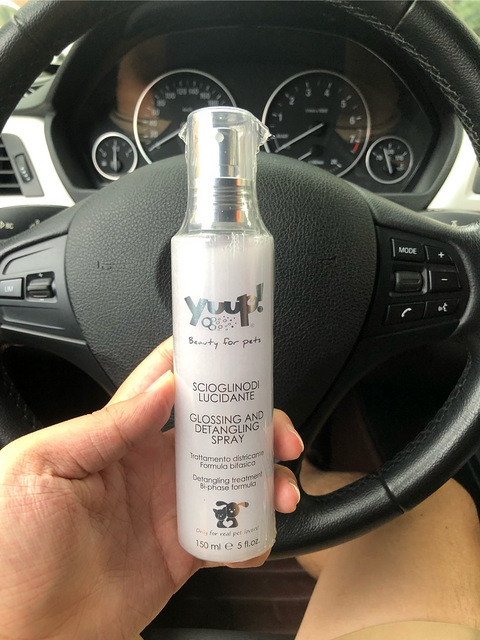 yuup!
Beauty for pets
SCIOGLINODI
LUCIDANTE
GLOSSING AND
DETANGLING
SPRAY
Trattamento districante
Formula bifasica
Detangling treatment
Bi-phase formula
Only for real pet lovers!
150 ml ℮ 5 fl.oz.
MODE
+
−
LIM